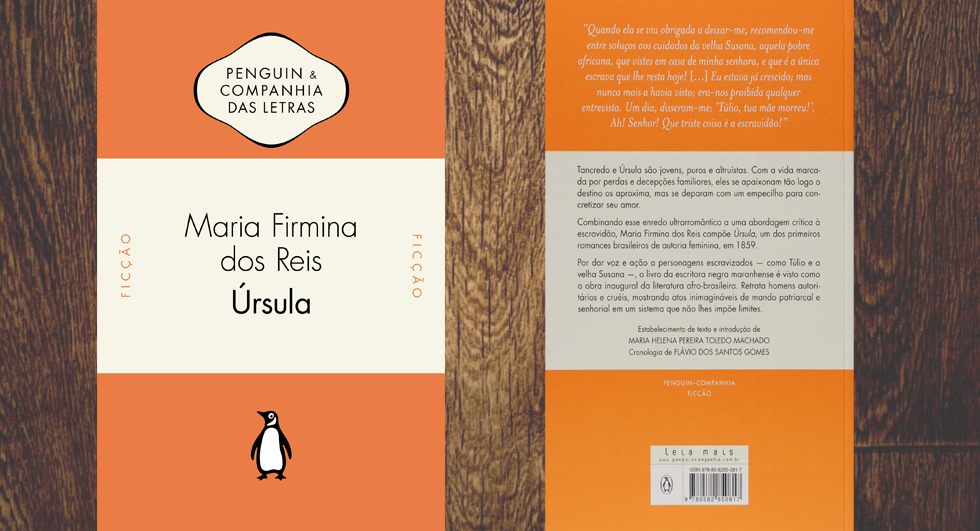 PENGUIN &
COMPANHIA
DAS LETRAS
FICÇÃO
Maria Firmina
dos Reis
Úrsula
FICÇÃO
"Quando ela se viu obrigada a deixar-me, recomendou-me
entre soluços aos cuidados da velha Susana, aquela pobre
africana, que vistes em casa de minha senhora, e que é a única
escrava que lhe resta hoje! [...] Eu estava já crescido; mas
nunca mais a havia visto; era-nos proibida qualquer
entrevista. Um dia, disseram-me: 'Túlio, tua mãe morreu!'.
Ah! Senhor! Que triste coisa é a escravidão!"
Tancredo e Úrsula são jovens, puros e altruístas. Com a vida marca-
da por perdas e decepções familiares, eles se apaixonam tão logo o
destino os aproxima, mas se deparam com um empecilho para con-
cretizar seu amor.
Combinando esse enredo ultrarromântico a uma abordagem crítica à
escravidão, Maria Firmina dos Reis compõe Úrsula, um dos primeiros
romances brasileiros de autoria feminina, em 1859.
Por dar voz e ação a personagens escravizados — como Túlio e a
velha Susana —, o livro da escritora negra maranhense é visto como
a obra inaugural da literatura afro-brasileira. Retrata homens autori-
tários e cruéis, mostrando atos inimagináveis de mando patriarcal e
senhorial em um sistema que não lhes impõe limites.
Estabelecimento de texto e introdução de
MARIA HELENA PEREIRA TOLEDO MACHADO
Cronologia de FLÁVIO DOS SANTOS GOMES
PENGUIN-COMPANHIA
FICÇÃO
Leia mais
www.penguincompanhia.com.br
ISBN 978-85-8285-081-7
9 788582 850817